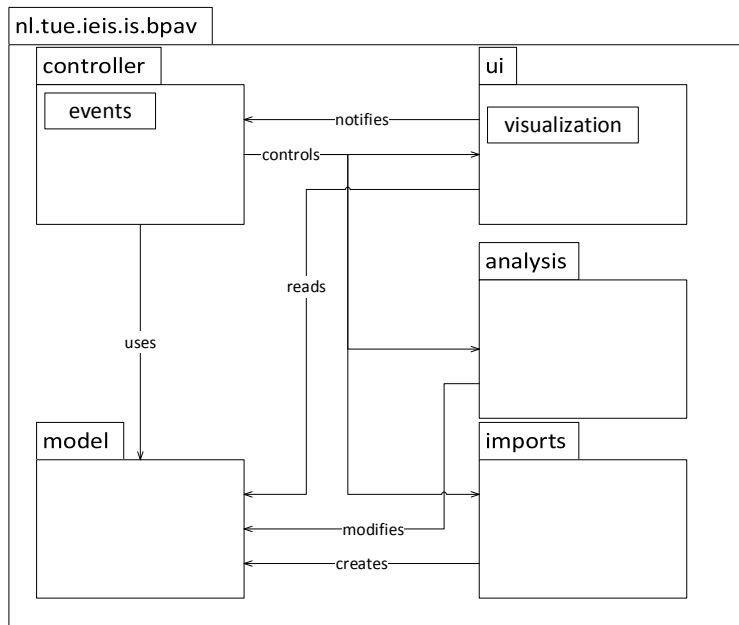 nl.tue.ieis.is.bpav
controller
ui
events
visualization
notifies
controls
analysis
reads
uses
model
imports
modifies
creates